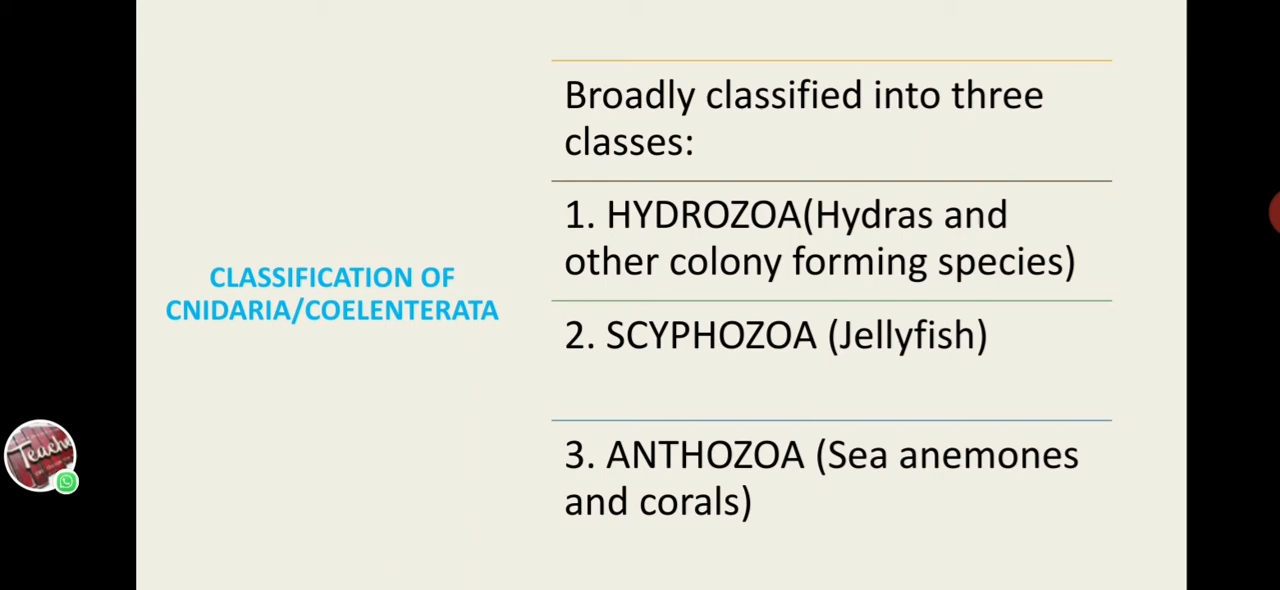 Broadly classified into three
classes:
1. HYDROZOA(Hydras and
other colony forming species)
CLASSIFICATION OF
CNIDARIA/COELENTERATA
2. SCYPHOZOA (Jellyfish)
3. ANTHOZOA (Sea anemones
and corals)
Teache